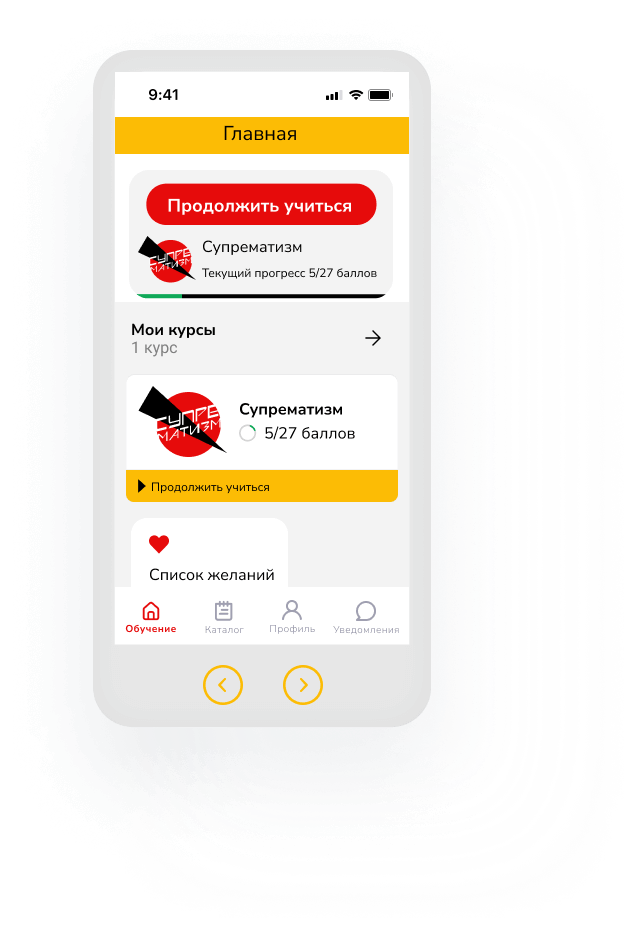 9:41
Главная
Продолжить учиться
СУПРЕ
МАТИЗМ
Супрематизм
Текущий прогресс 5/27 баллов
Мои курсы
1 курс
СУПРЕ
МАТИЗМ
Супрематизм
5/27 баллов
Продолжить учиться
Список желаний
Обучение
Каталог
Профиль
Уведомления